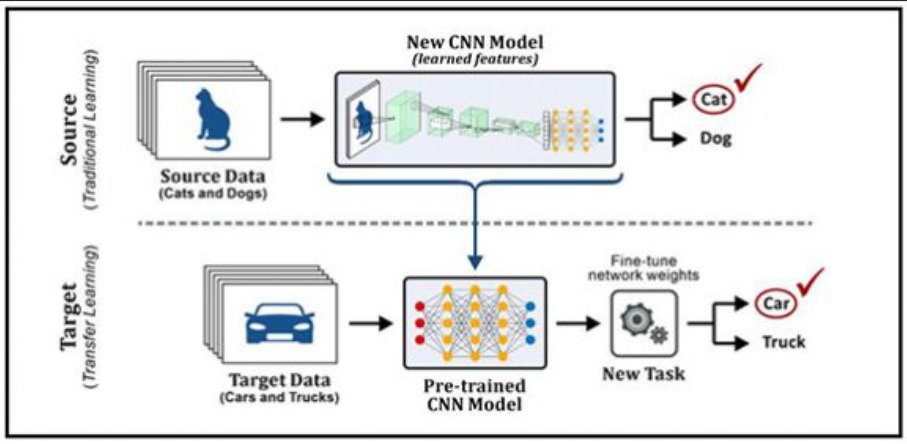 Source
(Traditional Learning)
Source Data
(Cats and Dogs)
New CNN Model
(learned features)
Cat
Dog
Target
(Transfer Learning)
Target Data
(Cars and Trucks)
Pre-trained
CNN Model
Fine-tune
network weights
New Task
Car
Truck